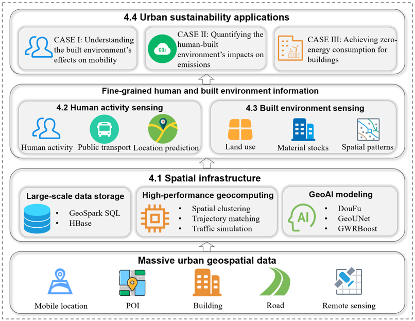 4.4 Urban sustainability applications
CASE I: Understanding
the built environment's
effects on mobility
CASE II: Quantifying the
human-built
environment's impacts on
emissions
CASE III: Achieving zero-
energy consumption for
buildings
Fine-grained human and built environment information
4.2 Human activity sensing
Human activity
Public transport
Location prediction
4.3 Built environment sensing
Land use
Material stocks
Spatial patterns
4.1 Spatial infrastructure
Large-scale data storage
• GeoSpark SQL
• HBase
High-performance geocomputing
• Spatial clustering
• Trajectory matching
• Traffic simulation
GeoAI modeling
AI
• DouFu
• GeoUNet
• GWRBoost
Massive urban geospatial data
Mobile location
POI
Building
Road
Remote sensing